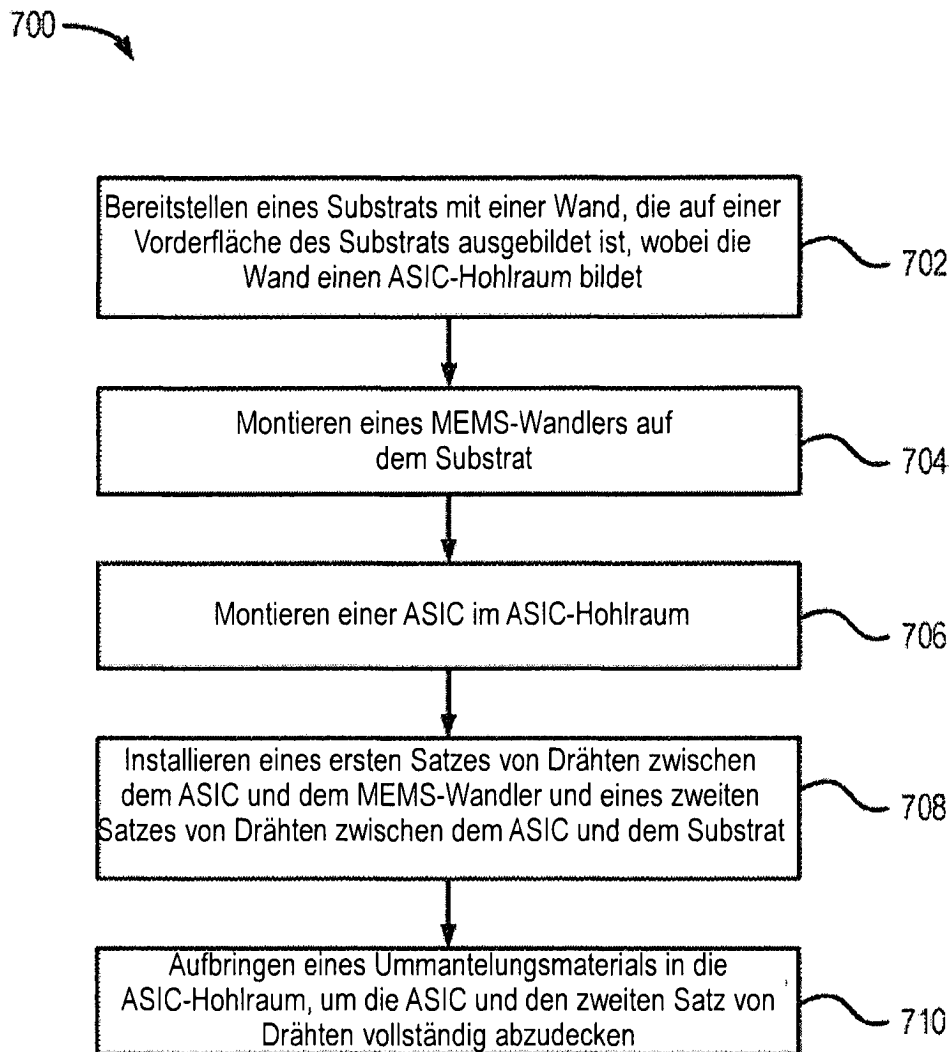 700
Bereitstellen eines Substrats mit einer Wand, die auf einer
Vorderfläche des Substrats ausgebildet ist, wobei die
Wand einen ASIC-Hohlraum bildet
702
Montieren eines MEMS-Wandlers auf
dem Substrat
704
Montieren einer ASIC im ASIC-Hohlraum
706
Installieren eines ersten Satzes von Drähten zwischen
dem ASIC und dem MEMS-Wandler und eines zweiten
Satzes von Drähten zwischen dem ASIC und dem Substrat
708
Aufbringen eines Ummantelungsmaterials in die
ASIC-Hohlraum, um die ASIC und den zweiten Satz von
Drähten vollständig abzudecken
710